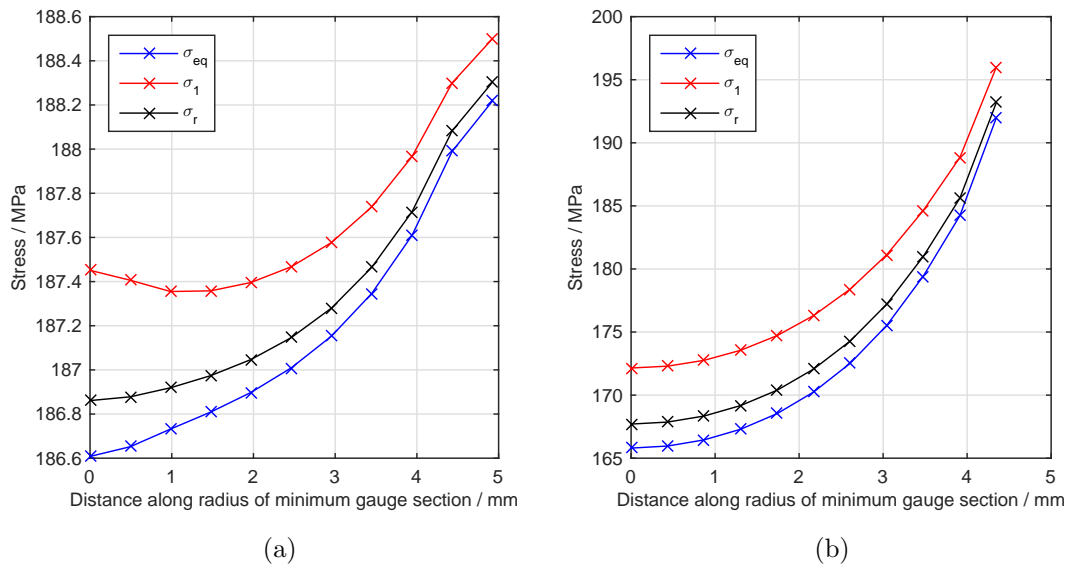 188.6
188.4
188.2
188
187.8
187.6
187.4
187.2
187
186.8
186.6
Stress / MPa
σeq
σ1
σr
0 1 2 3 4 5
Distance along radius of minimum gauge section / mm
(a)
200
195
190
185
180
175
170
165
Stress / MPa
σeq
σ1
σr
0 1 2 3 4 5
Distance along radius of minimum gauge section / mm
(b)